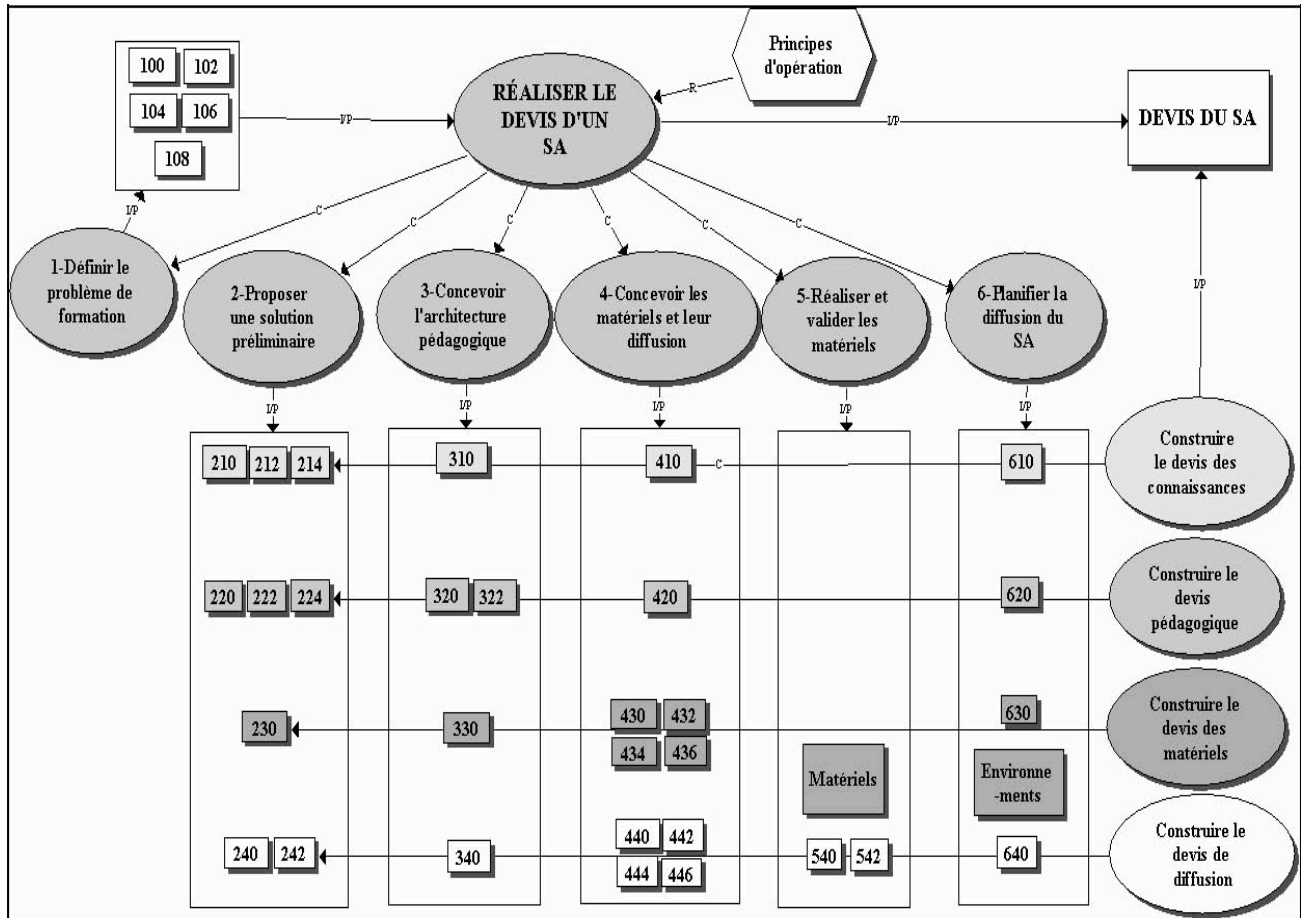 100 102
104 106
108
I/P
RÉALISER LE
DEVIS D'UN
SA
Principes
d'opération
R
I/P
DEVIS DU SA
I/P
C
C
C
C
C
C
I/P
1-Définir le
problème de
formation
2-Proposer
une solution
préliminaire
3-Concevoir
l'architecture
pédagogique
4-Concevoir les
matériels et leur
diffusion
5-Réaliser et
valider les
matériels
6-Planifier la
diffusion du
SA
I/P
I/P
I/P
I/P
I/P
210 212 214
310
410
C
610
Construire
le devis des
connaissances
220 222 224
320 322
420
620
Construire le
devis
pédagogique
230
330
430 432
434 436
630
Construire le
devis des
matériels
Matériels
Environne
-ments
240 242
340
440 442
444 446
540 542
640
Construire le
devis de
diffusion